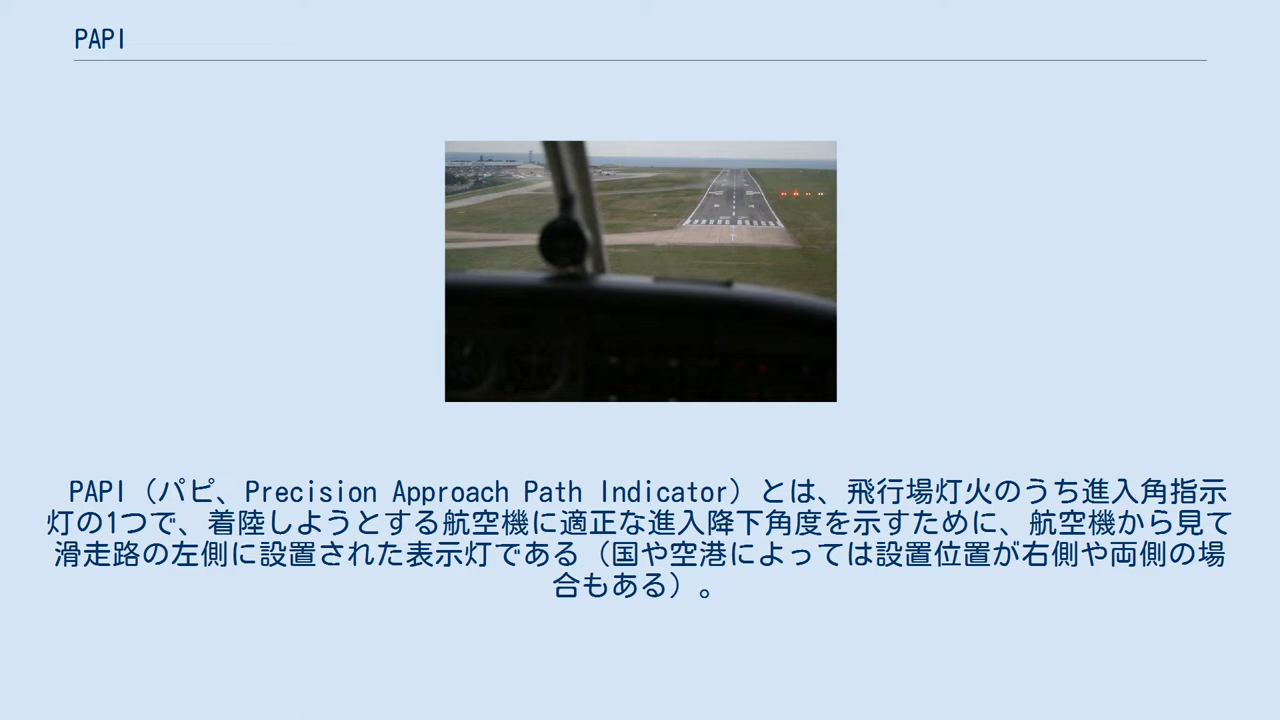 PAPI
PAPI（パピ、Precision Approach Path Indicator）とは、飛行場灯火のうち進入角指示
灯の1つで、着陸しようとする航空機に適正な進入降下角度を示すために、航空機から見て
滑走路の左側に設置された表示灯である（国や空港によっては設置位置が右側や両側の場
合もある）。